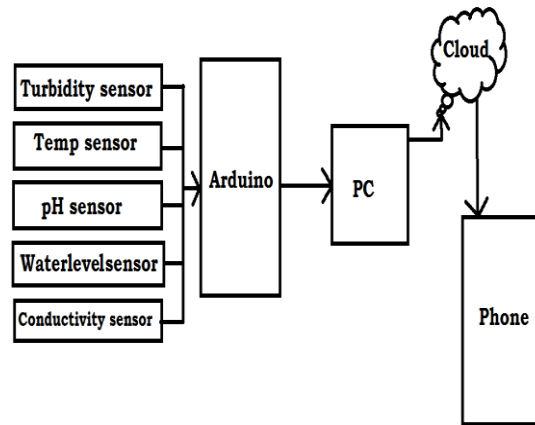 Turbidity sensor
Temp sensor
pH sensor
Waterlevelsensor
Conductivity sensor
Arduino
PC
Cloud
Phone